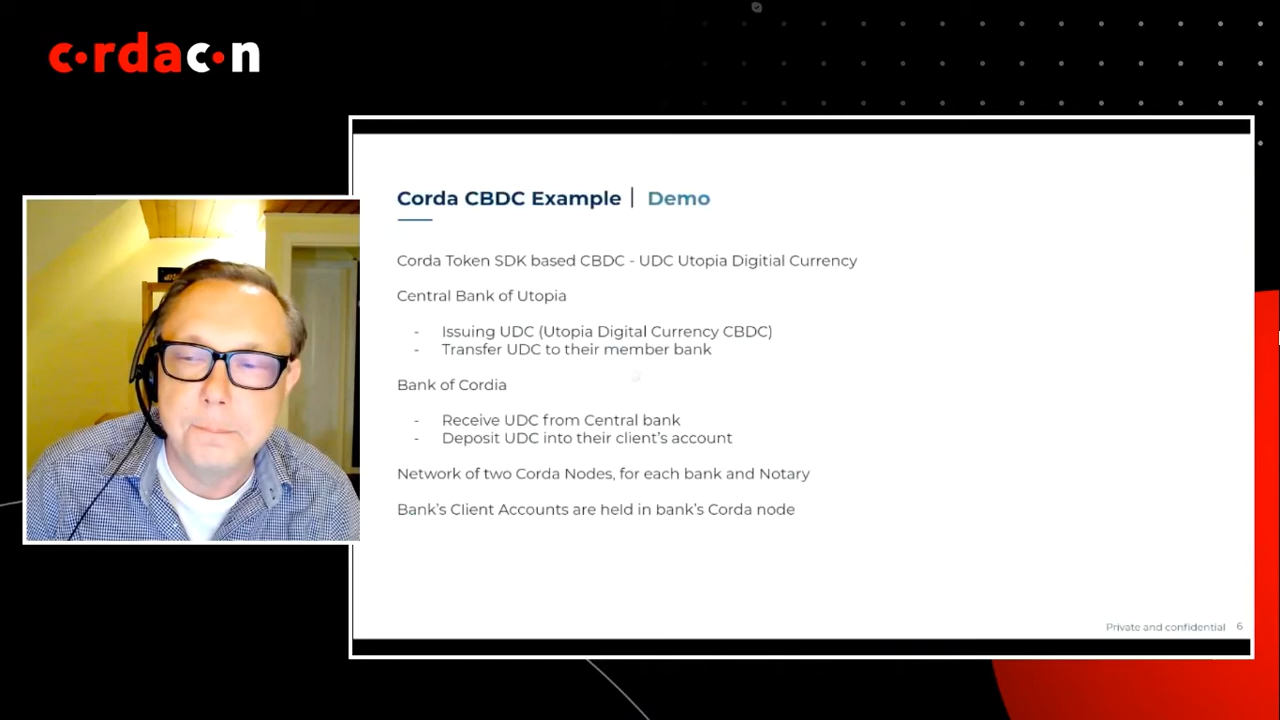 cordacon
Corda CBDC Example | Demo
Corda Token SDK based CBDC - UDC Utopia Digitial Currency
Central Bank of Utopia
- Issuing UDC (Utopia Digital Currency CBDC)
- Transfer UDC to their member bank
Bank of Cordia
- Receive UDC from Central bank
- Deposit UDC into their client's account
Network of two Corda Nodes, for each bank and Notary
Bank's Client Accounts are held in bank's Corda node
Private and confidential 6